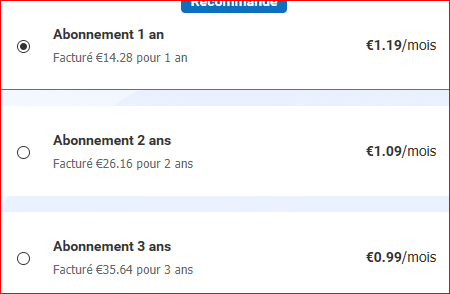 Recommandé
Abonnement 1 an
€1.19/mois
Facturé €14.28 pour 1 an
Abonnement 2 ans
€1.09/mois
Facturé €26.16 pour 2 ans
Abonnement 3 ans
€0.99/mois
Facturé €35.64 pour 3 ans